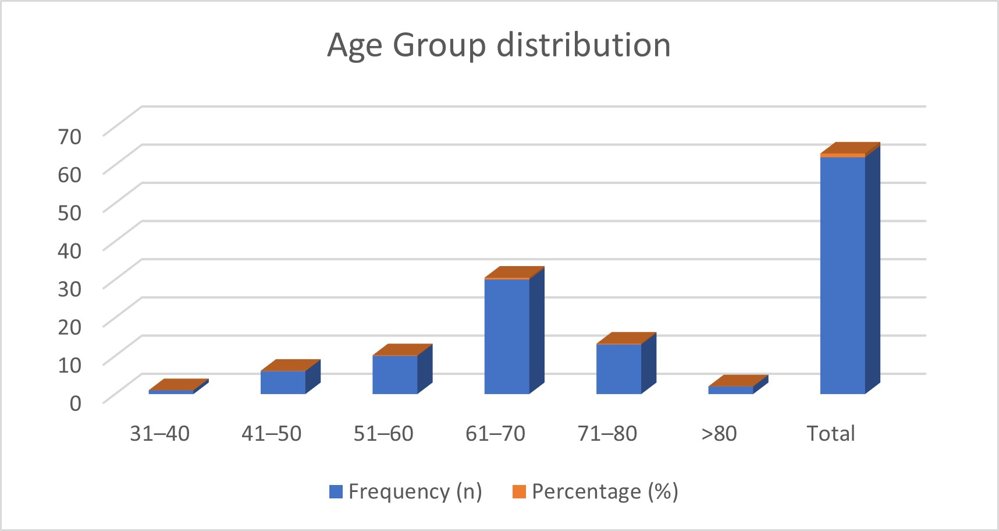 Age Group distribution
70
60
50
40
30
20
10
0
31–40 41–50 51–60 61–70 71–80 >80 Total
Frequency (n) Percentage (%)